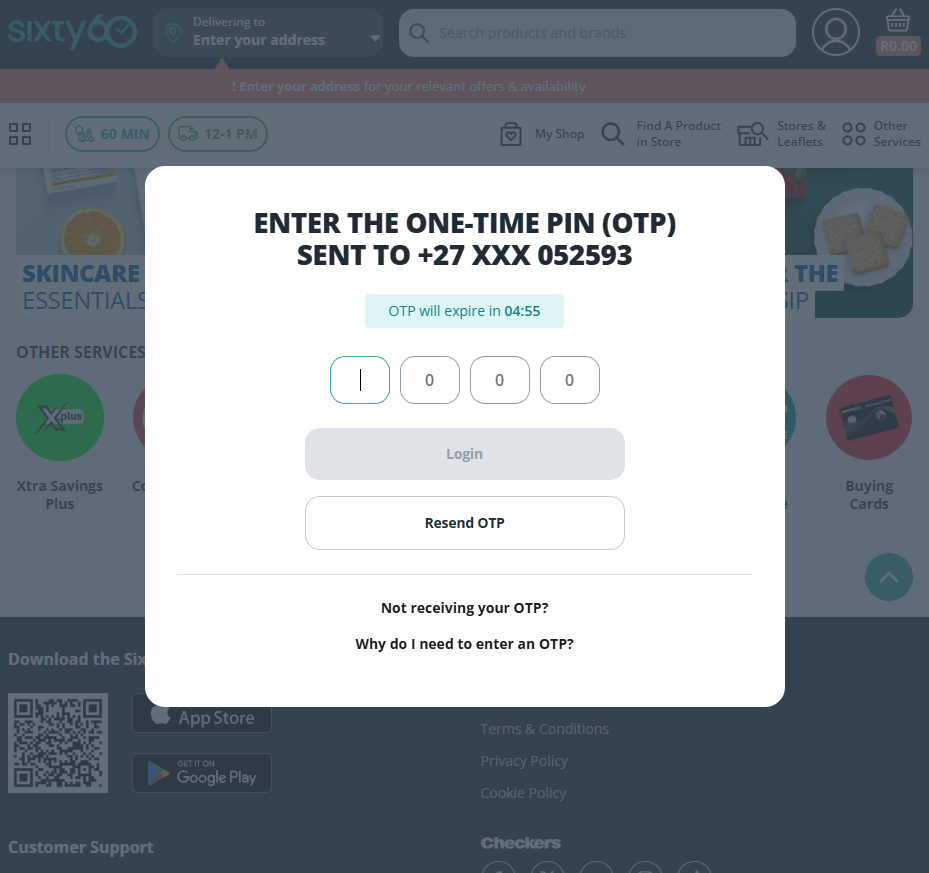 SIXTY60
Delivering to
Enter your address
Search products and brands
R0.00
! Enter your address for your relevant offers & availability
60 MIN
12-1 PM
My Shop
Find A Product
in Store
Stores &
Leaflets
Other
Services
ENTER THE ONE-TIME PIN (OTP)
SENT TO +27 XXX 052593
OTP will expire in 04:55
0 0 0
Login
Resend OTP
Not receiving your OTP?
Why do I need to enter an OTP?
SKINCARE
ESSENTIALS
THE
SIP
OTHER SERVICES
Xplus
Xtra Savings
Plus
Buying
Cards
Download the Six
App Store
GET IT ON
Google Play
Customer Support
Terms & Conditions
Privacy Policy
Cookie Policy
Checkers